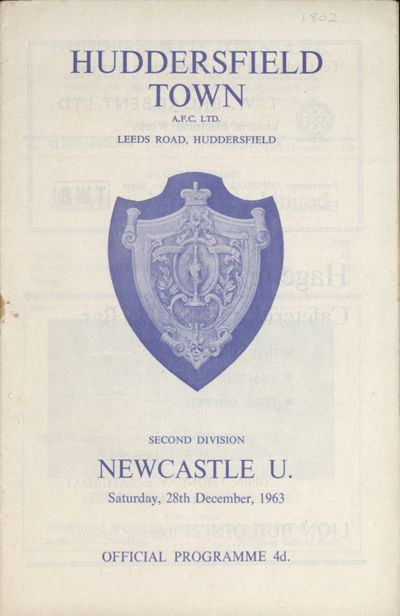 1802
HUDDERSFIELD
TOWN
A.F.C. LTD.
LEEDS ROAD, HUDDERSFIELD
SECOND DIVISION
NEWCASTLE U.
Saturday, 28th December, 1963
OFFICIAL PROGRAMME 4d.